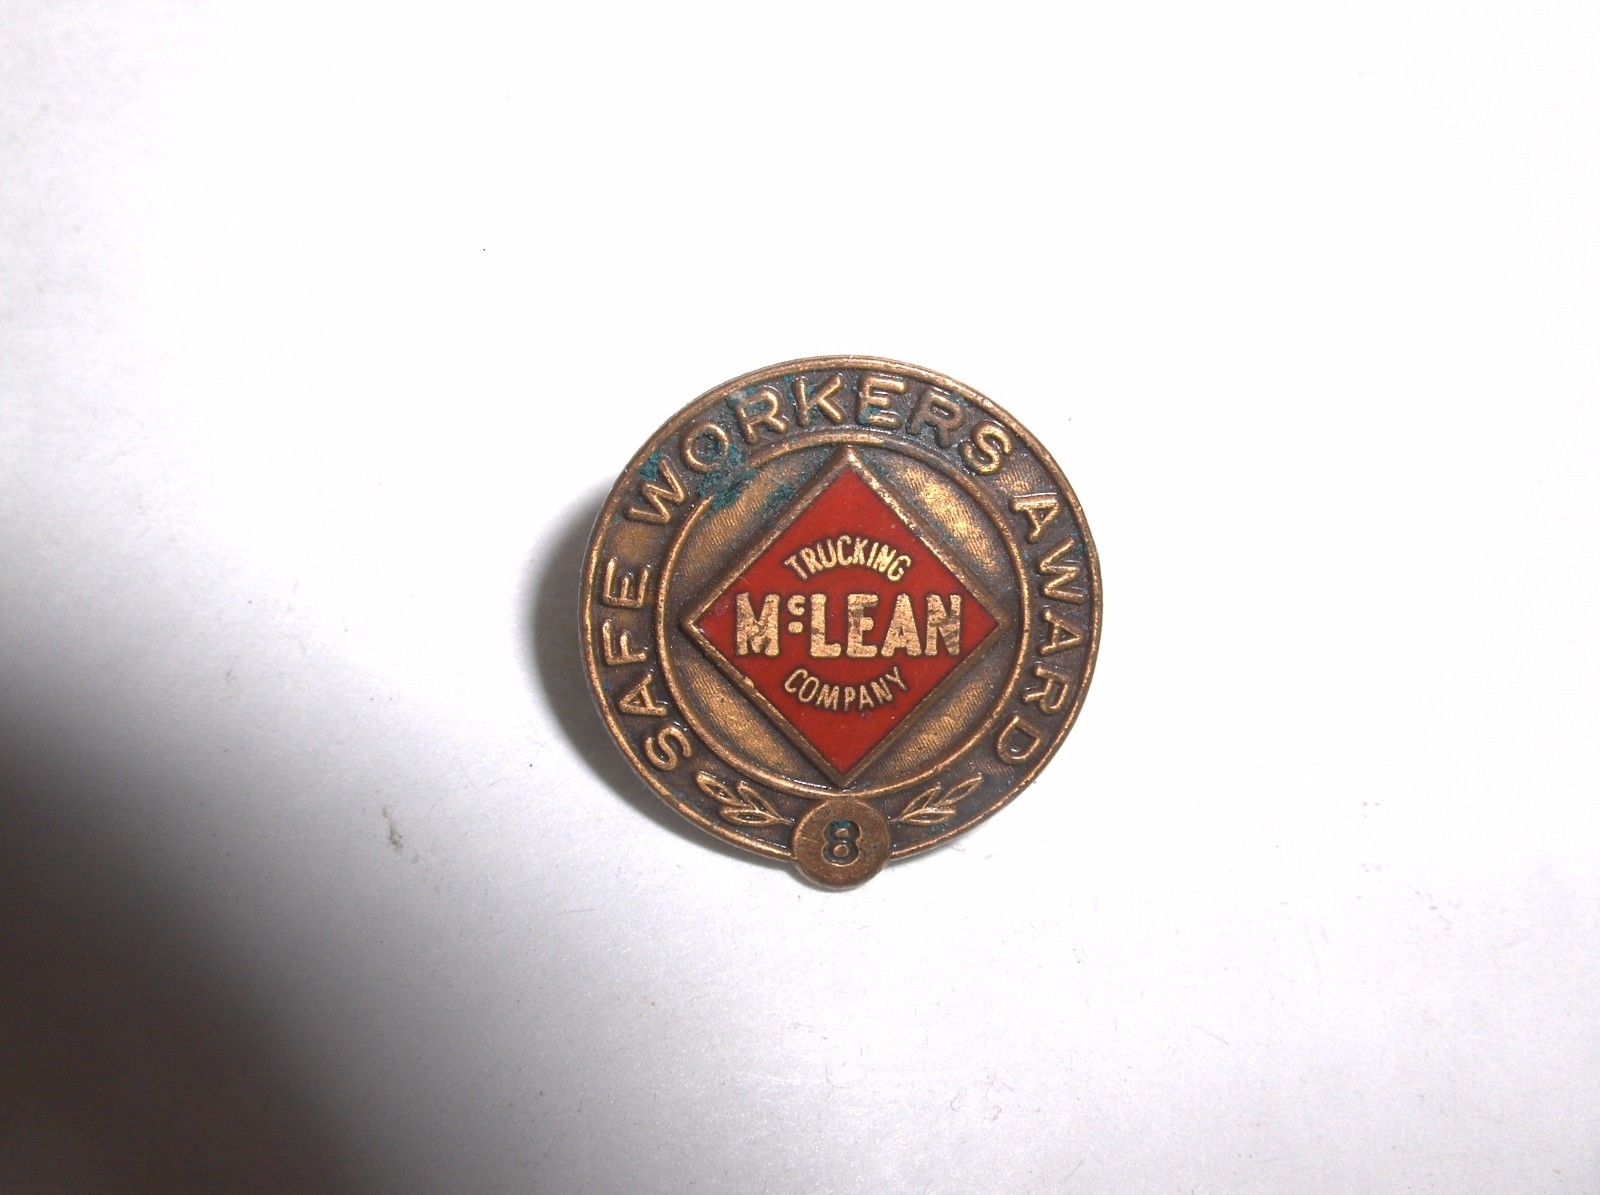 SAFE WORKERS AWARD
TRUCKING
McLEAN
COMPANY
8